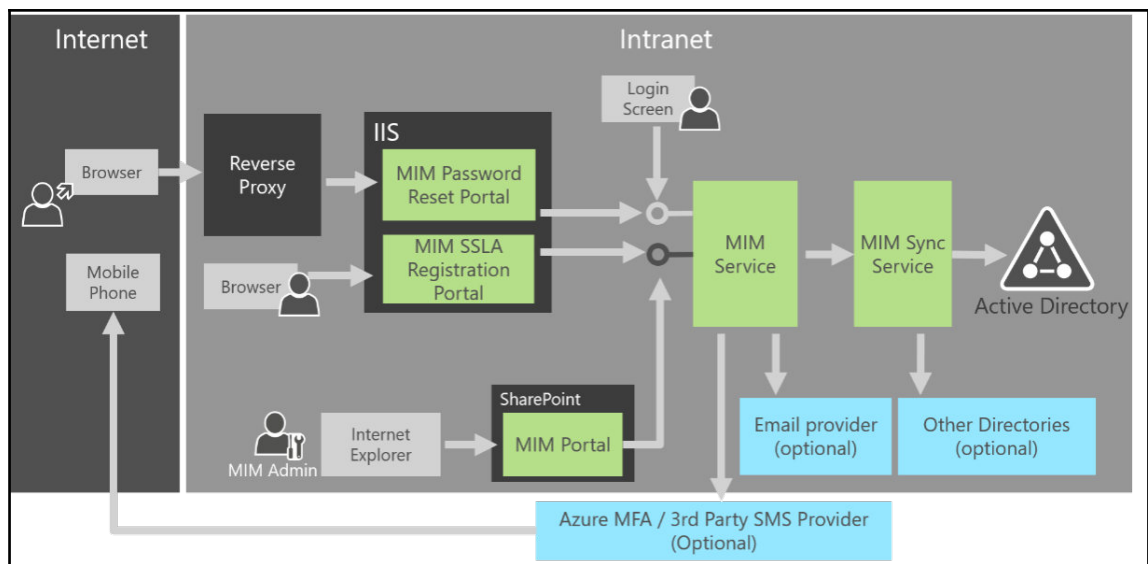 Internet
Intranet
Login
Screen
IIS
Browser
Reverse
Proxy
MIM Password
Reset Portal
MIM SSLA
Registration
Portal
MIM
Service
MIM Sync
Service
Mobile
Phone
Browser
Active Directory
SharePoint
MIM Portal
Internet
Explorer
MIM Admin
Email provider
(optional)
Other Directories
(optional)
Azure MFA / 3rd Party SMS Provider
(Optional)